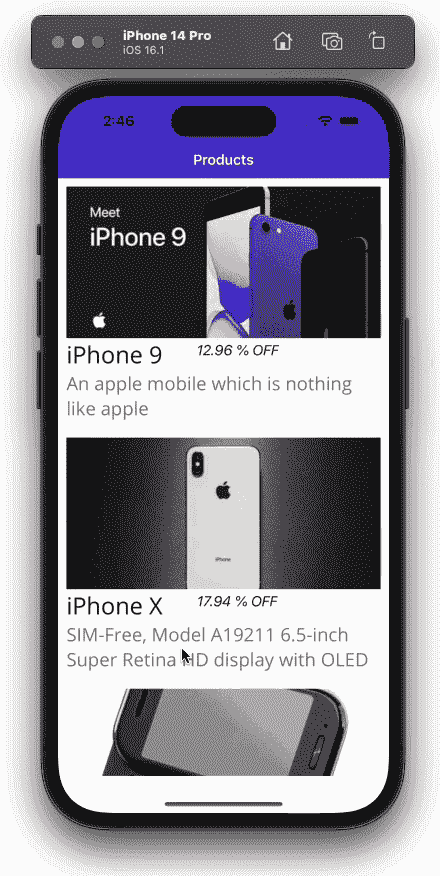 iPhone 14 Pro
iOS 16.1
2:46
Products
Meet
iPhone 9
iPhone 9
12.96 % OFF
An apple mobile which is nothing
like apple
iPhone
iPhone X
17.94 % OFF
SIM-Free, Model A19211 6.5-inch
Super Retina HD display with OLED